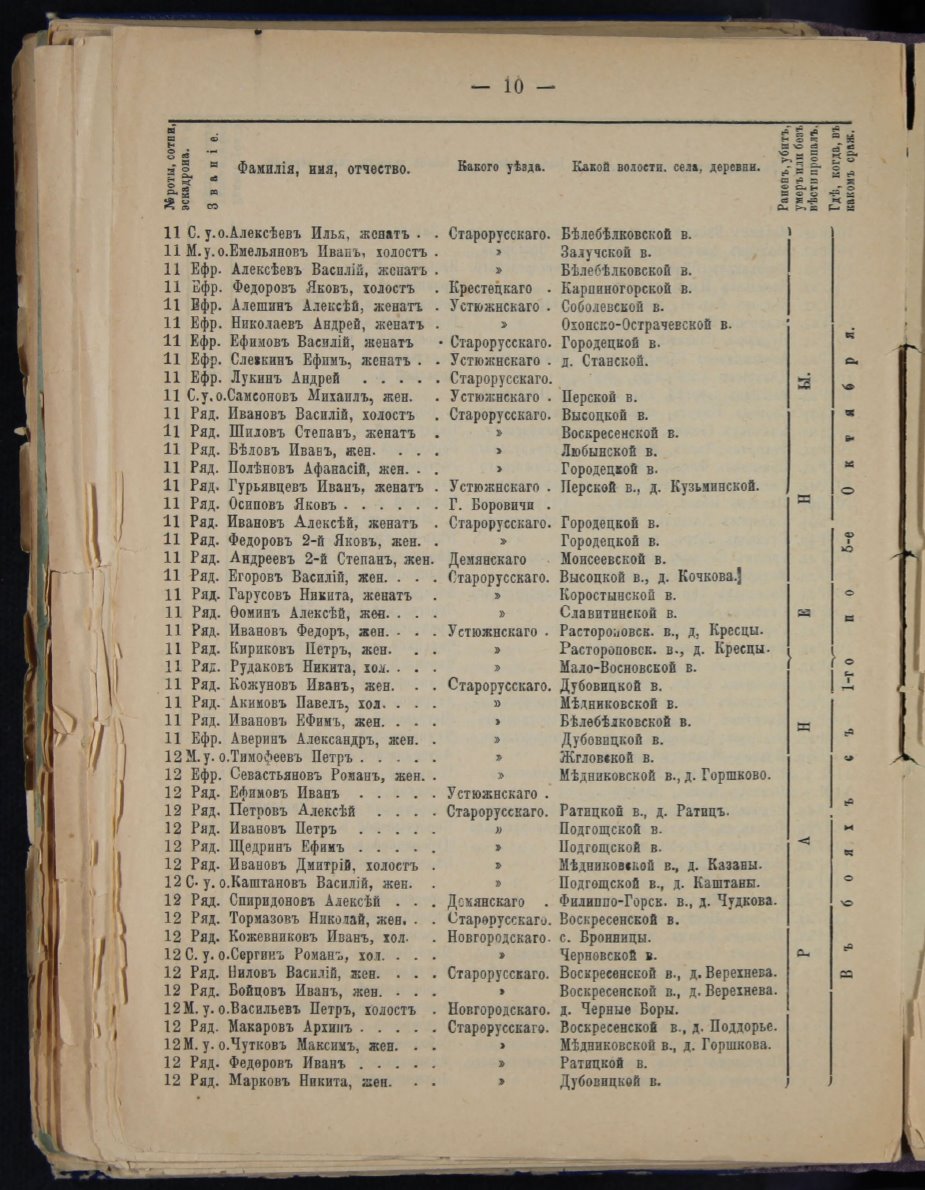 — 10 —
№ роты, сотни, эскадрона. Званіе. Фамилія, имя, отчество. Какого уѣзда. Какой волости, села, деревни. Раненъ, убитъ, умеръ или безъ вѣсти пропалъ. Гдѣ, когда, въ каком сраж.
11 С. у. о. Алексѣевъ Илья, женатъ . . Старорусскаго. Бѣлебѣлковской в.
11 М. у. о. Емельяновъ Иванъ, холостъ . » Залучской в.
11 Ефр. Алексѣевъ Василій, женатъ . » Бѣлебѣлковской в.
11 Ефр. Федоровъ Яковъ, холостъ . Крестецкаго . Карпиногорской в.
11 Ефр. Алешинъ Алексѣй, женатъ . Устюжнскаго . Соболевской в.
11 Ефр. Николаевъ Андрей, женатъ . » Охонско-Острачевской в.
11 Ефр. Ефимовъ Василій, женатъ . Старорусскаго. Городецкой в.
11 Ефр. Слезкинъ Ефимъ, женатъ . . Устюжнскаго . д. Станской.
11 Ефр. Лукинъ Андрей . . . . . Старорусскаго.
11 С. у. о. Самсоновъ Михаилъ, жен. . Устюжнскаго . Перской в.
11 Ряд. Ивановъ Василій, холостъ . Старорусскаго. Высоцкой в.
11 Ряд. Шиловъ Степанъ, женатъ . » Воскресенской в.
11 Ряд. Бѣловъ Иванъ, жен. . . . » Любынской в.
11 Ряд. Полѣновъ Афанасій, жен. . . » Городецкой в.
11 Ряд. Гурьявцевъ Иванъ, женатъ . Устюжнскаго . Перской в., д. Кузьминской.
11 Ряд. Осиповъ Яковъ . . . . . . Г. Боровичи .
11 Ряд. Ивановъ Алексѣй, женатъ . Старорусскаго. Городецкой в.
11 Ряд. Федоровъ 2-й Яковъ, жен. . » Городецкой в.
11 Ряд. Андреевъ 2-й Степанъ, жен. Демянскаго Моисеевской в.
11 Ряд. Егоровъ Василій, жен. . . . Старорусскаго. Высоцкой в., д. Кочкова.
11 Ряд. Гарусовъ Никита, женатъ . » Коростынской в.
11 Ряд. Ѳоминъ Алексѣй, жен. . . . » Славитинской в.
11 Ряд. Ивановъ Федоръ, жен. . . . Устюжнскаго . Растороповск. в., д. Кресцы.
11 Ряд. Кириковъ Петръ, жен. . . » Растороповск. в., д. Кресцы.
11 Ряд. Рудаковъ Никита, хол. . . . » Мало-Восновской в.
11 Ряд. Кожуновъ Иванъ, жен. . . Старорусскаго. Дубовицкой в.
11 Ряд. Акимовъ Павелъ, хол. . . . » Мѣдниковской в.
11 Ряд. Ивановъ Ефимъ, жен. . . . » Бѣлебѣлковской в.
11 Ефр. Аверинъ Александръ, жен. . » Дубовицкой в.
12 М. у. о. Тимофеевъ Петръ . . . . . » Жгловской в.
12 Ефр. Севастьяновъ Романъ, жен. . » Мѣдниковской в., д. Горшково.
12 Ряд. Ефимовъ Иванъ . . . . . Устюжнскаго .
12 Ряд. Петровъ Алексѣй . . . . Старорусскаго. Ратицкой в., д. Ратицъ.
12 Ряд. Ивановъ Петръ . . . . . » Подгощской в.
12 Ряд. Щедринъ Ефимъ . . . . . » Подгощской в.
12 Ряд. Ивановъ Дмитрій, холостъ . » Мѣдниковской в., д. Казаны.
12 С. у. о. Каштановъ Василій, жен. . » Подгощской в., д. Каштаны.
12 Ряд. Спиридоновъ Алексѣй . . . Демянскаго . Филиппо-Горск. в., д. Чудкова.
12 Ряд. Тормазовъ Николай, жен. . . Старорусскаго. Воскресенской в.
12 Ряд. Кожевниковъ Иванъ, хол. . Новгородскаго. с. Бронницы.
12 С. у. о. Сергинъ Романъ, хол. . . . » Черновской в.
12 Ряд. Ниловъ Василій, жен. . . . Старорусскаго. Воскресенской в., д. Верехнева.
12 Ряд. Бойцовъ Иванъ, жен. . . . » Воскресенской в., д. Верехнева.
12 М. у. о. Васильевъ Петръ, холостъ . Новгородскаго. д. Черные Боры.
12 Ряд. Макаровъ Архипъ . . . . . Старорусскаго. Воскресенской в., д. Поддорье.
12 М. у. о. Чутковъ Максимъ, жен. . . » Мѣдниковской в., д. Горшкова.
12 Ряд. Федоровъ Иванъ . . . . . » Ратицкой в.
12 Ряд. Марковъ Никита, жен. . . » Дубовицкой в.
РАНЕНЫ.
Въ бояхъ съ 1-го по 5-е Октября.